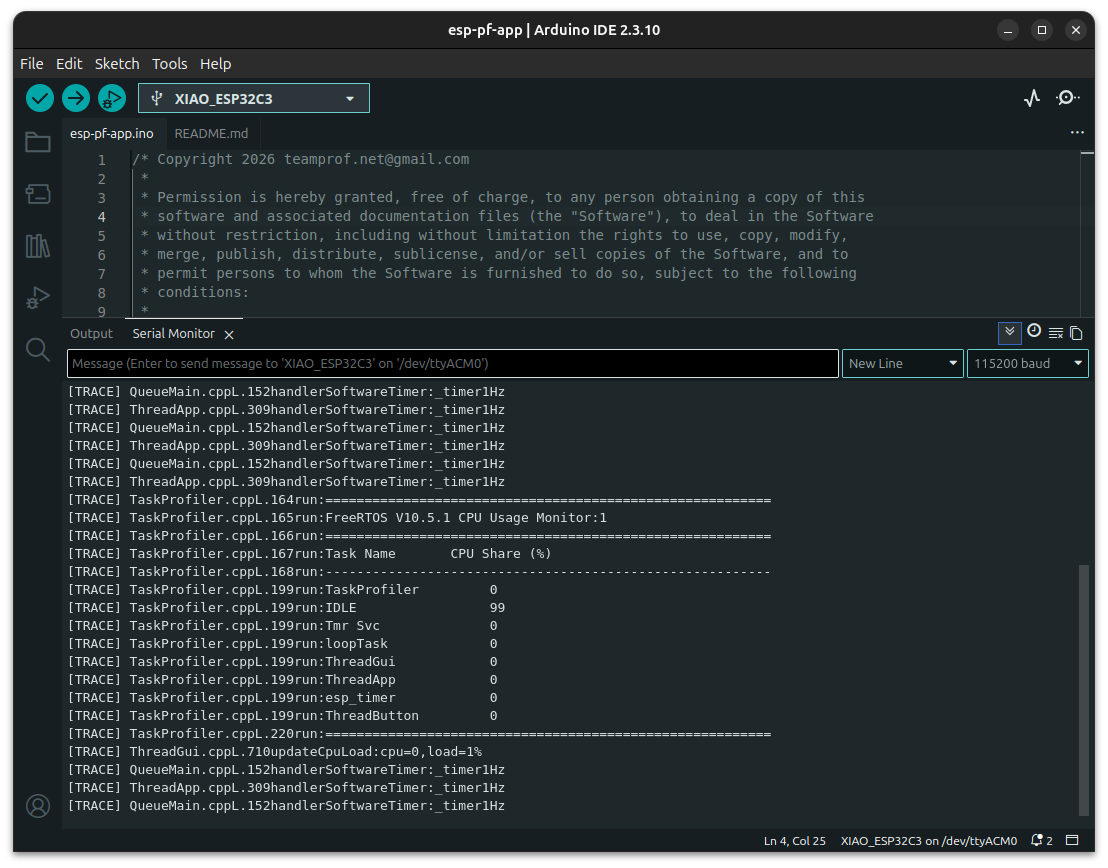 esp-pf-app | Arduino IDE 2.3.10
File Edit Sketch Tools Help
XIAO_ESP32C3
esp-pf-app.ino README.md
1 /* Copyright 2026 teamprof.net@gmail.com
2 *
3 * Permission is hereby granted, free of charge, to any person obtaining a copy of this
4 * software and associated documentation files (the "Software"), to deal in the Software
5 * without restriction, including without limitation the rights to use, copy, modify,
6 * merge, publish, distribute, sublicense, and/or sell copies of the Software, and to
7 * permit persons to whom the Software is furnished to do so, subject to the following
8 * conditions:
9 *
Output Serial Monitor
Message (Enter to send message to 'XIAO_ESP32C3' on '/dev/ttyACM0') New Line 115200 baud
[TRACE] QueueMain.cppL.152handlerSoftwareTimer:_timer1Hz
[TRACE] ThreadApp.cppL.309handlerSoftwareTimer:_timer1Hz
[TRACE] QueueMain.cppL.152handlerSoftwareTimer:_timer1Hz
[TRACE] ThreadApp.cppL.309handlerSoftwareTimer:_timer1Hz
[TRACE] QueueMain.cppL.152handlerSoftwareTimer:_timer1Hz
[TRACE] ThreadApp.cppL.309handlerSoftwareTimer:_timer1Hz
[TRACE] TaskProfiler.cppL.164run:=========================================================
[TRACE] TaskProfiler.cppL.165run:FreeRTOS V10.5.1 CPU Usage Monitor:1
[TRACE] TaskProfiler.cppL.166run:=========================================================
[TRACE] TaskProfiler.cppL.167run:Task Name CPU Share (%)
[TRACE] TaskProfiler.cppL.168run:---------------------------------------------------------
[TRACE] TaskProfiler.cppL.199run:TaskProfiler 0
[TRACE] TaskProfiler.cppL.199run:IDLE 99
[TRACE] TaskProfiler.cppL.199run:Tmr Svc 0
[TRACE] TaskProfiler.cppL.199run:loopTask 0
[TRACE] TaskProfiler.cppL.199run:ThreadGui 0
[TRACE] TaskProfiler.cppL.199run:ThreadApp 0
[TRACE] TaskProfiler.cppL.199run:esp_timer 0
[TRACE] TaskProfiler.cppL.199run:ThreadButton 0
[TRACE] TaskProfiler.cppL.220run:=========================================================
[TRACE] ThreadGui.cppL.710updateCpuLoad:cpu=0,load=1%
[TRACE] QueueMain.cppL.152handlerSoftwareTimer:_timer1Hz
[TRACE] ThreadApp.cppL.309handlerSoftwareTimer:_timer1Hz
[TRACE] QueueMain.cppL.152handlerSoftwareTimer:_timer1Hz
Ln 4, Col 25 XIAO_ESP32C3 on /dev/ttyACM0 2